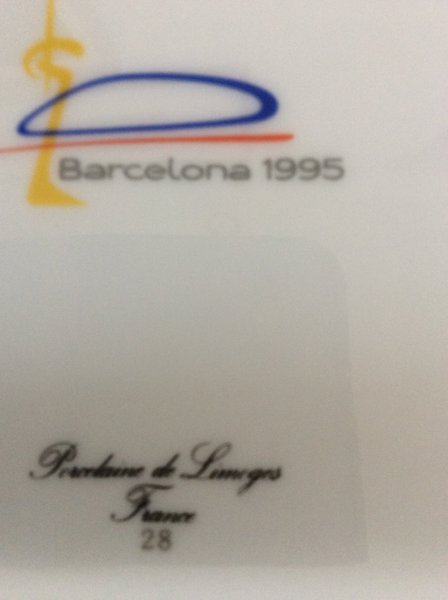 Barcelona 1995
Porcelaine de Limoges
France
28